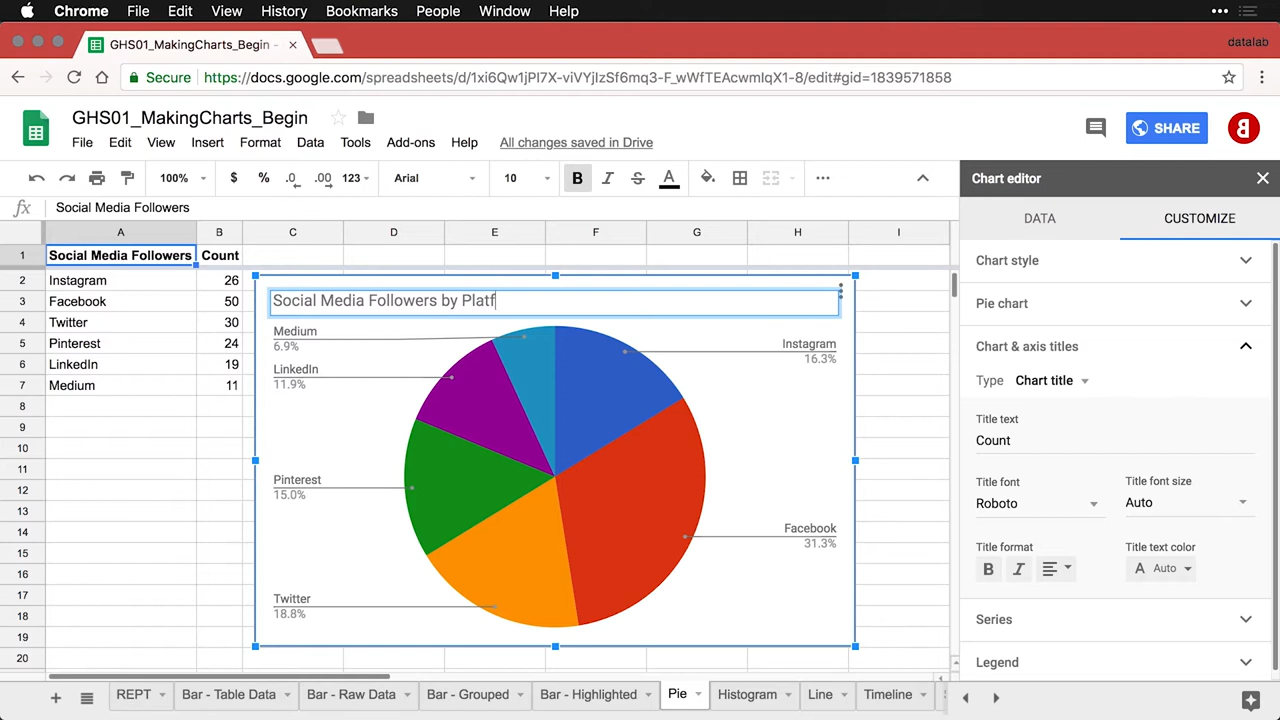 Chrome File Edit View History Bookmarks People Window Help
GHS01_MakingCharts_Begin -
datalab
Secure https://docs.google.com/spreadsheets/d/1xi6Qw1jPl7X-viVYjIzSf6mq3-F_wWfTEAcwmIqX1-8/edit#gid=1839571858
GHS01_MakingCharts_Begin
SHARE
File Edit View Insert Format Data Tools Add-ons Help All changes saved in Drive
100% $ % .0 .00 123 Arial 10 B I S A
Chart editor
fx Social Media Followers
DATA CUSTOMIZE
A B C D E F G H I
1 Social Media Followers Count
2 Instagram 26
3 Facebook 50
4 Twitter 30
5 Pinterest 24
6 LinkedIn 19
7 Medium 11
8
9
10
11
12
13
14
15
16
17
18
19
20
Social Media Followers by Platf
Medium
6.9%
LinkedIn
11.9%
Pinterest
15.0%
Twitter
18.8%
Instagram
16.3%
Facebook
31.3%
Chart style
Pie chart
Chart & axis titles
Type Chart title
Title text
Count
Title font Title font size
Roboto Auto
Title format Title text color
B I A Auto
Series
Legend
REPT Bar - Table Data Bar - Raw Data Bar - Grouped Bar - Highlighted Pie Histogram Line Timeline